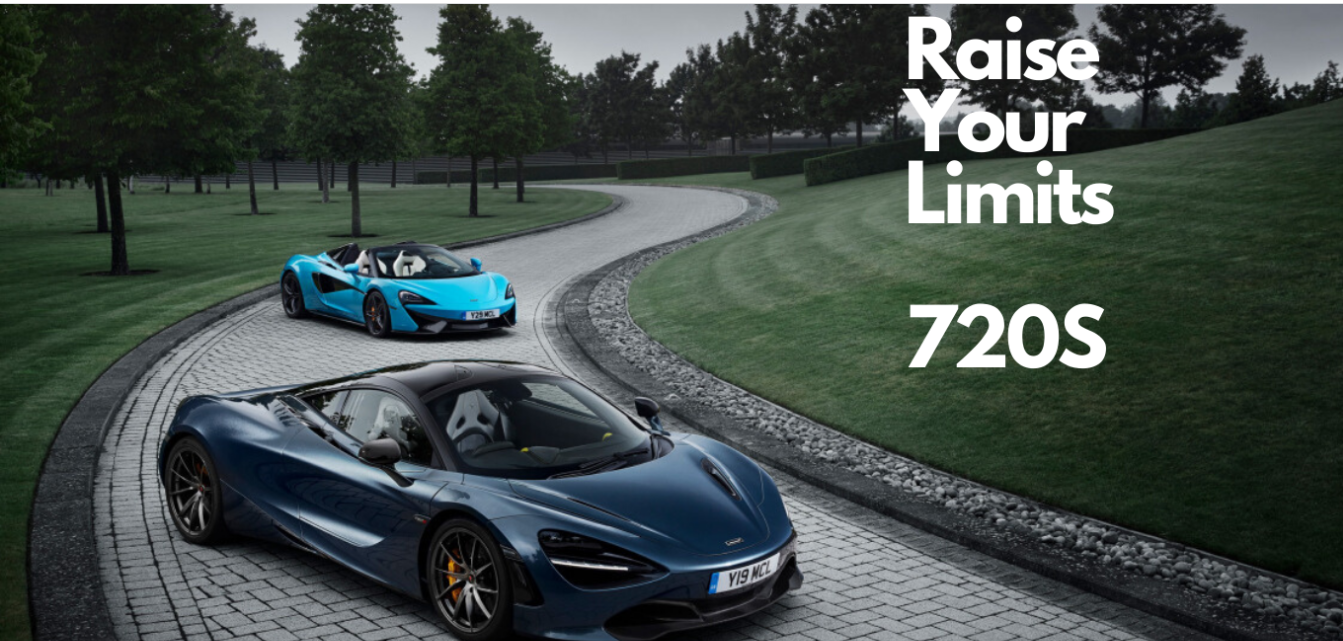 Raise
Your
Limits
720S
Y29 MCL
Y19 MCL